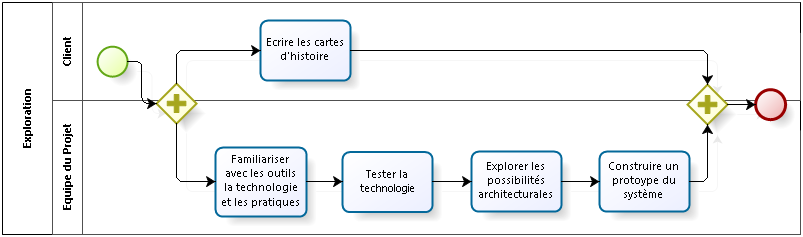 Exploration
Client
Equipe du Projet
Ecrire les cartes
d'histoire
Familiariser
avec les outils
la technologie
et les pratiques
Tester la
technologie
Explorer les
possibilités
architecturales
Construire un
protoype du
système